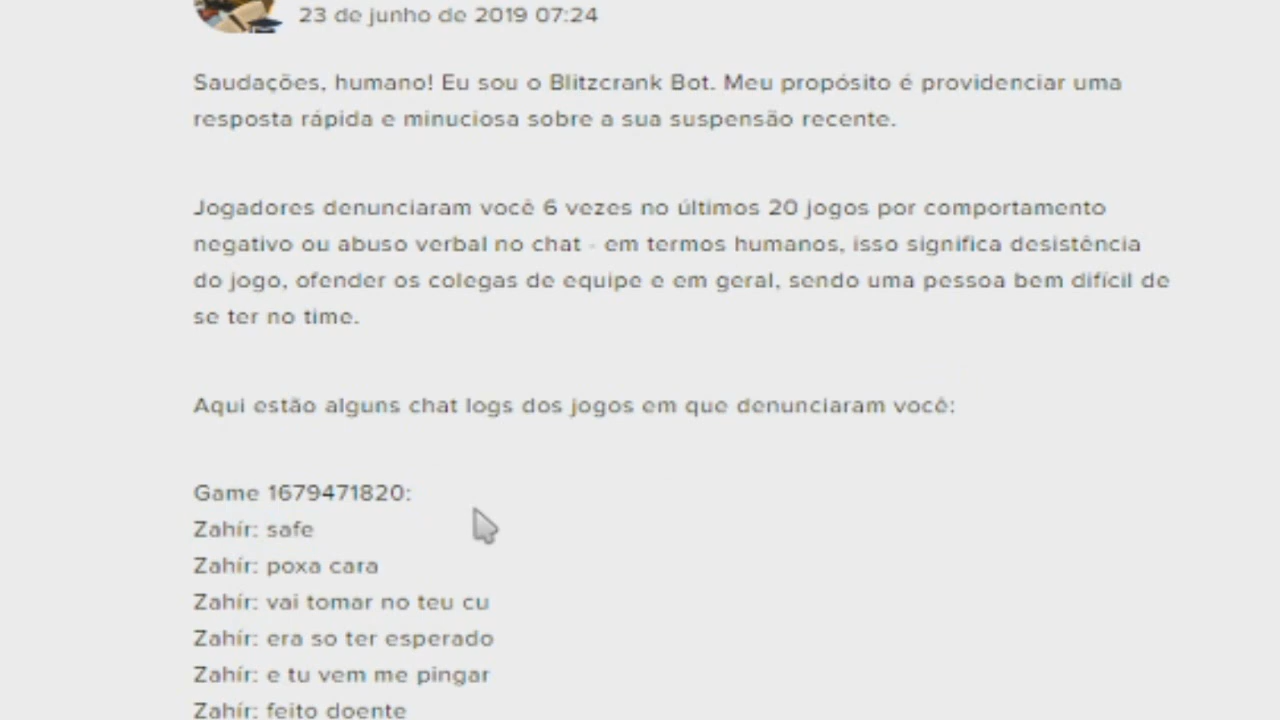 23 de junho de 2019 07:24
Saudações, humano! Eu sou o Blitzcrank Bot. Meu propósito é providenciar uma
resposta rápida e minuciosa sobre a sua suspensão recente.
Jogadores denunciaram você 6 vezes no últimos 20 jogos por comportamento
negativo ou abuso verbal no chat - em termos humanos, isso significa desistência
do jogo, ofender os colegas de equipe e em geral, sendo uma pessoa bem difícil de
se ter no time.
Aqui estão alguns chat logs dos jogos em que denunciaram você:
Game 1679471820:
Zahír: safe
Zahír: poxa cara
Zahír: vai tomar no teu cu
Zahír: era so ter esperado
Zahír: e tu vem me pingar
Zahír: feito doente